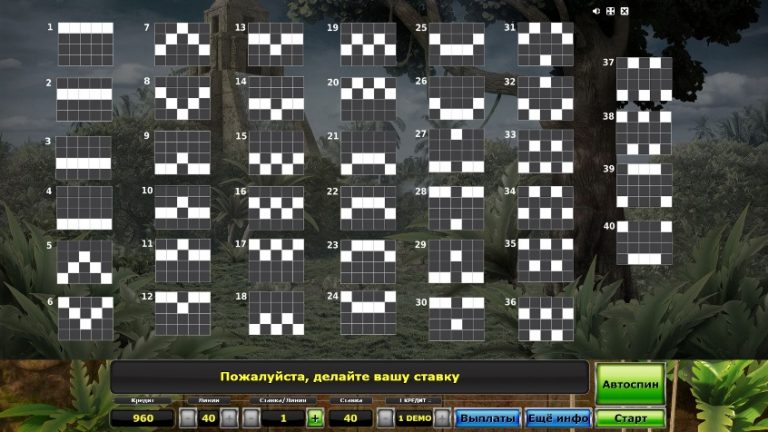 1 7 13 19 25 31
37
2 8 14 20 26 32
38
3 9 15 21 27 33
39
4 10 16 22 28 34
40
5 11 17 23 29 35
6 12 18 24 30 36
Пожалуйста, делайте вашу ставку
Автоспин
Кредит Линии Ставка/Линия Ставка 1 КРЕДИТ =
960 - 40 - 1 + 40 1 DEMO Выплаты Ещё инфо Старт